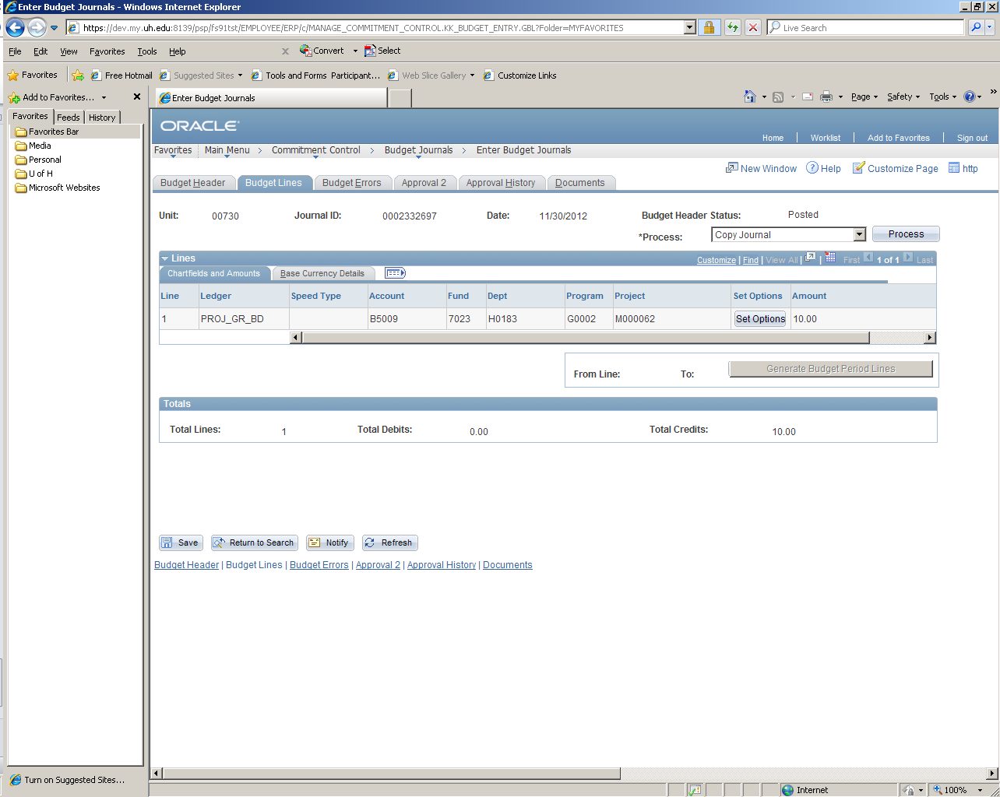 Enter Budget Journals - Windows Internet Explorer
https://dev.my.uh.edu:8139/psp/fs91tst/EMPLOYEE/ERP/c/MANAGE_COMMITMENT_CONTROL.KK_BUDGET_ENTRY.GBL?Folder=MYFAVORITES
Live Search
File Edit View Favorites Tools Help x Convert Select
Favorites Free Hotmail Suggested Sites Tools and Forms Participant... Web Slice Gallery Customize Links
Add to Favorites... Enter Budget Journals Page Safety Tools
Favorites Feeds History
Favorites Bar
Media
Personal
U of H
Microsoft Websites
ORACLE
Home Worklist Add to Favorites Sign out
Favorites Main Menu > Commitment Control > Budget Journals > Enter Budget Journals
New Window Help Customize Page http
Budget Header Budget Lines Budget Errors Approval 2 Approval History Documents
Unit: 00730 Journal ID: 0002332697 Date: 11/30/2012 Budget Header Status: Posted
*Process: Copy Journal Process
Lines Customize | Find | View All | | First 1 of 1 Last
Chartfields and Amounts Base Currency Details
Line Ledger Speed Type Account Fund Dept Program Project Set Options Amount
1 PROJ_GR_BD B5009 7023 H0183 G0002 M000062 Set Options 10.00
From Line: To: Generate Budget Period Lines
Totals
Total Lines: 1 Total Debits: 0.00 Total Credits: 10.00
Save Return to Search Notify Refresh
Budget Header | Budget Lines | Budget Errors | Approval 2 | Approval History | Documents
Turn on Suggested Sites...
Internet 100%